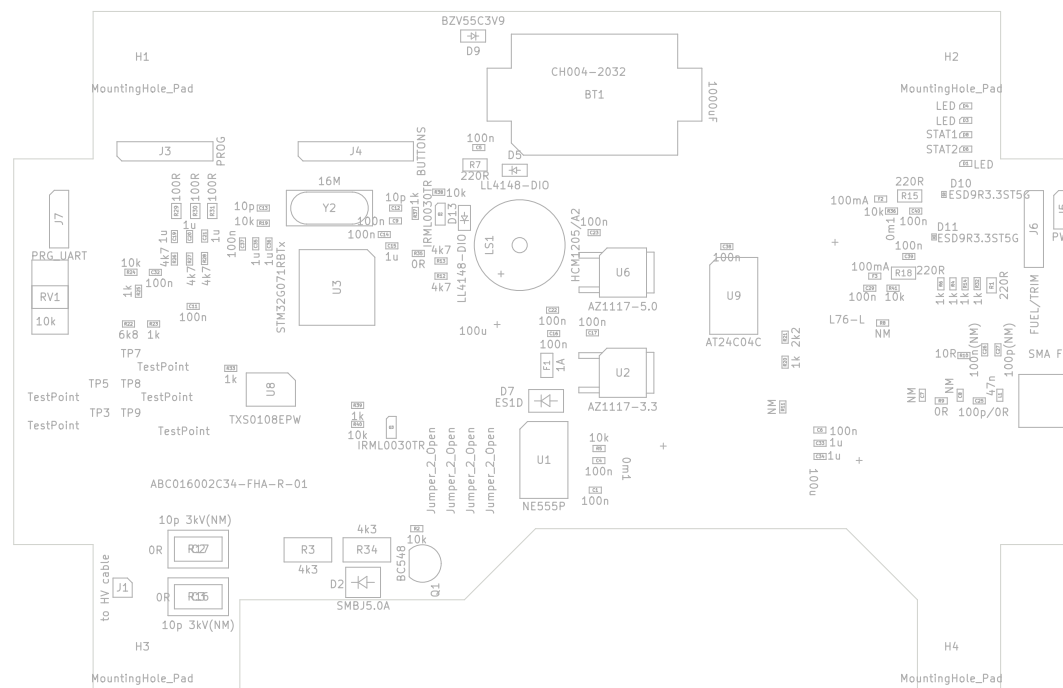 BZV55C3V9
D9
H1
MountingHole_Pad
CH004-2032
BT1
1000uF
H2
MountingHole_Pad
LED
LED
STAT1
STAT2
LED
J3
PROG
J4
BUTTONS
100n
R7
220R
D5
LL4148-DIO
100R
100R
100R
16M
Y2
10p
10k
10p
100n
100n
1u
1k
IRML0030TR
10k
D13
LL4148-DIO
0R
4k7
4k7
LS1
HCM1205/A2
100n
J7
PRG_UART
RV1
10k
1u
1u
1u
4k7
4k7
4k7
100n
1u
1u
STM32G071RBTx
U3
10k
100n
1k
100n
6k8
1k
100u
U6
AZ1117-5.0
100n
100n
100n
F1
1A
U2
AZ1117-3.3
100n
U9
AT24C04C
2k2
1k
NM
D10
ESD9R3.3ST5G
D11
ESD9R3.3ST5G
220R
R15
100mA
10k
0m1
100n
100n
100mA
R18
220R
100n
10k
L76-L
NM
1k
1k
1k
1k
R1
220R
J6
FUEL/TRIM
10R
100n(NM)
100p(NM)
SMA F
NM
0R
NM
100p/0R
47n
TP7
TestPoint
TP5
TP8
TestPoint
TestPoint
TP3
TP9
TestPoint
TestPoint
1k
U8
TXS0108EPW
1k
10k
IRML0030TR
D7
ES1D
Jumper_2_Open
Jumper_2_Open
Jumper_2_Open
Jumper_2_Open
U1
NE555P
10k
100n
100n
0m1
100n
1u
1u
100u
ABC016002C34-FHA-R-01
10p 3kV(NM)
0R
0R
10p 3kV(NM)
J1
to HV cable
R3
4k3
4k3
R34
D2
SMBJ5.0A
10k
BC548
Q1
H3
MountingHole_Pad
H4
MountingHole_Pad